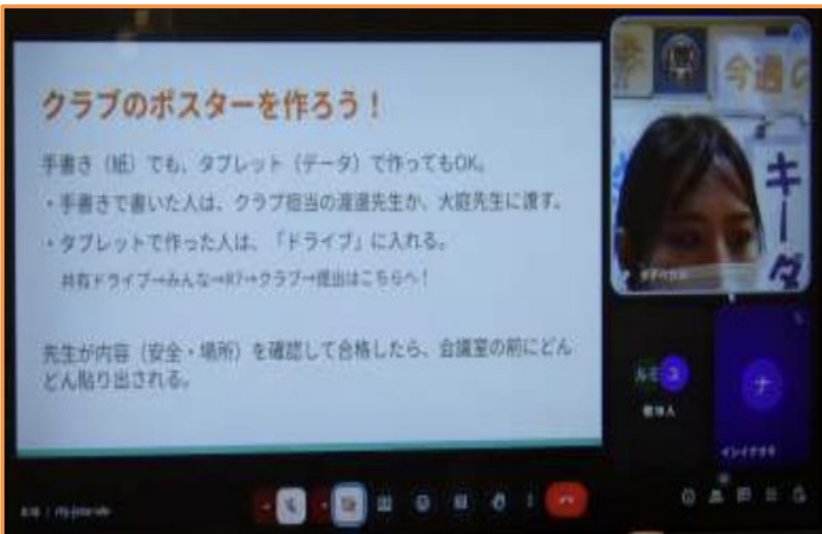 クラブのポスターを作ろう！
手書き（紙）でも、タブレット（データ）で作ってもOK。
・手書きで書いた人は、クラブ担当の渡邉先生か、大庭先生に渡す。
・タブレットで作った人は、「ドライブ」に入れる。
共有ドライブ→みんな→R7→クラブ→提出はこちらへ！
先生が内容（安全・場所）を確認して合格したら、会議室の前にどん
どん貼り出される。
今週の
キーダ
ナ